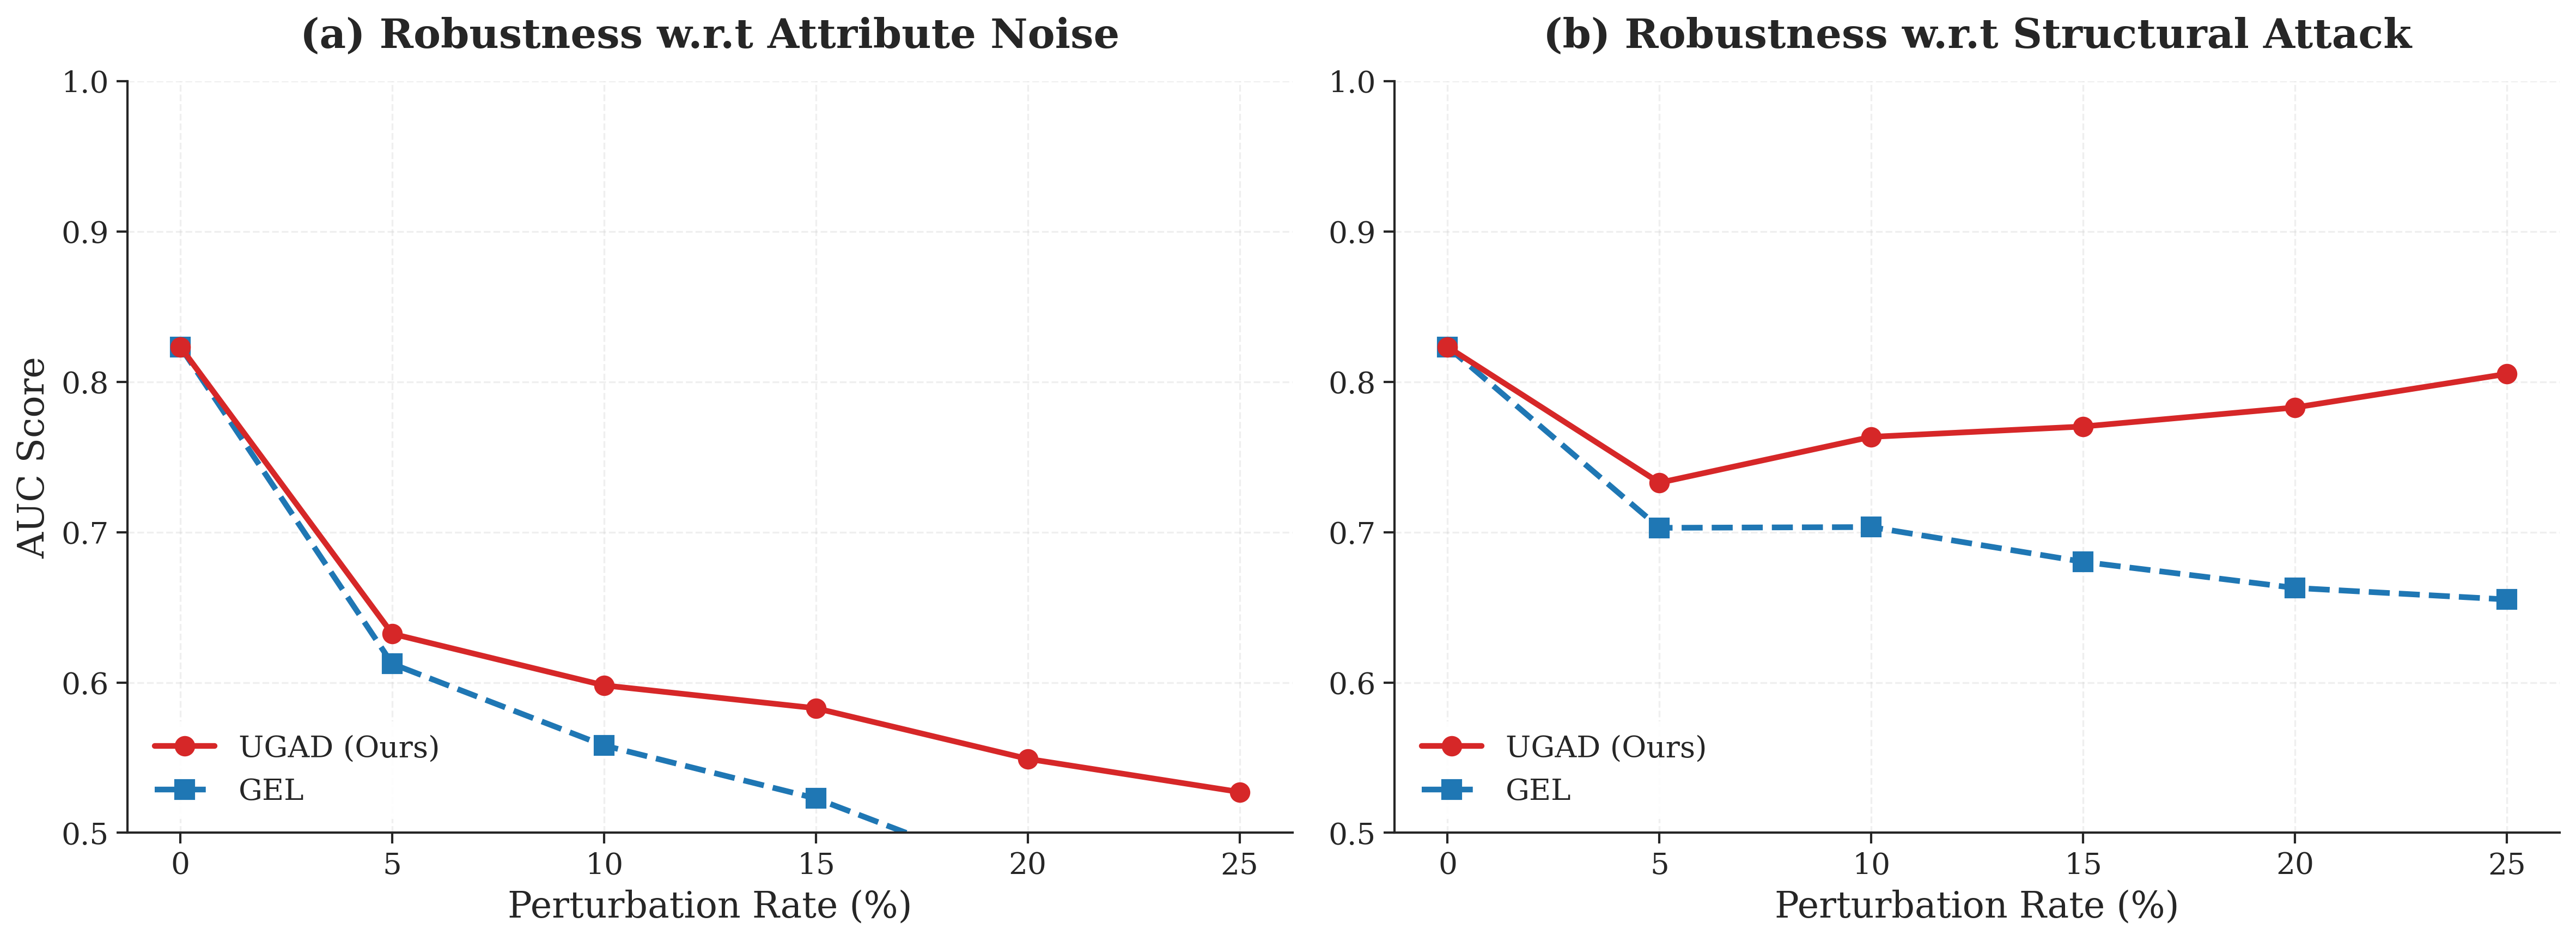 (a) Robustness w.r.t Attribute Noise
1.0
0.9
0.8
0.7
0.6
0.5
AUC Score
UGAD (Ours)
GEL
0 5 10 15 20 25
Perturbation Rate (%)
(b) Robustness w.r.t Structural Attack
1.0
0.9
0.8
0.7
0.6
0.5
UGAD (Ours)
GEL
0 5 10 15 20 25
Perturbation Rate (%)